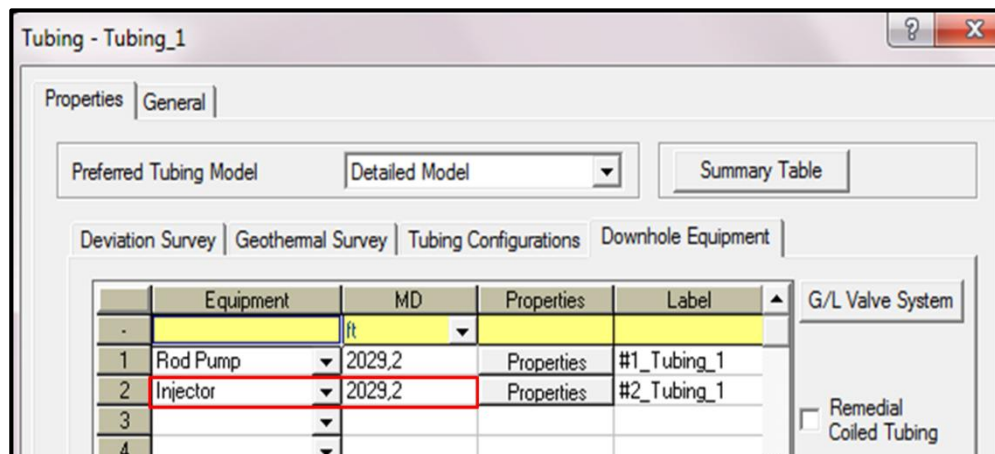 Tubing - Tubing_1
Properties General
Preferred Tubing Model Detailed Model Summary Table
Deviation Survey Geothermal Survey Tubing Configurations Downhole Equipment
Equipment MD Properties Label G/L Valve System
- ft
1 Rod Pump 2029,2 Properties #1_Tubing_1
2 Injector 2029,2 Properties #2_Tubing_1
3
Remedial
Coiled Tubing
4